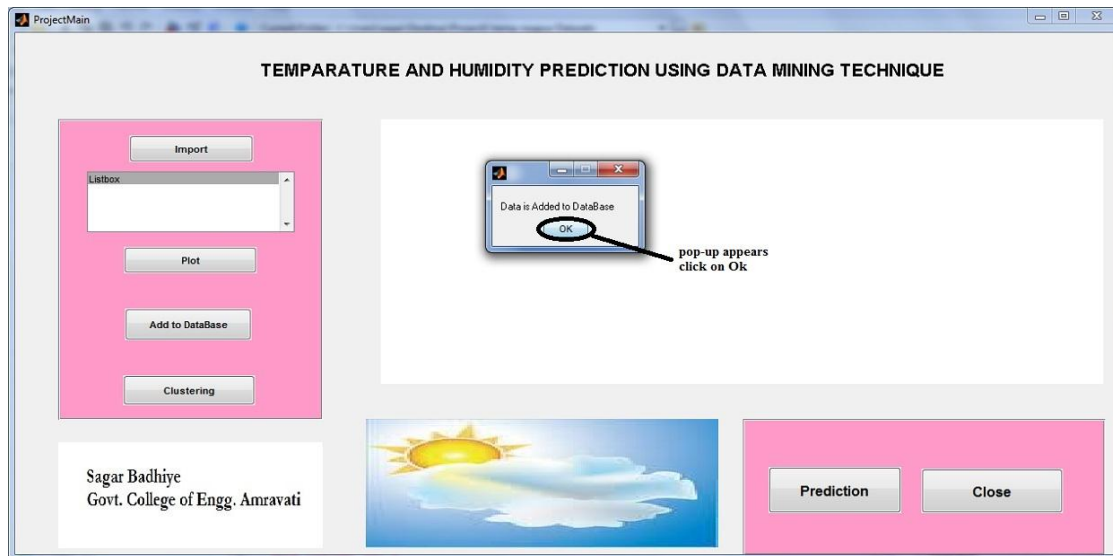 ProjectMain
TEMPARATURE AND HUMIDITY PREDICTION USING DATA MINING TECHNIQUE
Import
Listbox
Plot
Add to DataBase
Clustering
Data is Added to DataBase
OK
pop-up appears
click on Ok
Sagar Badhiye
Govt. College of Engg. Amravati
Prediction
Close